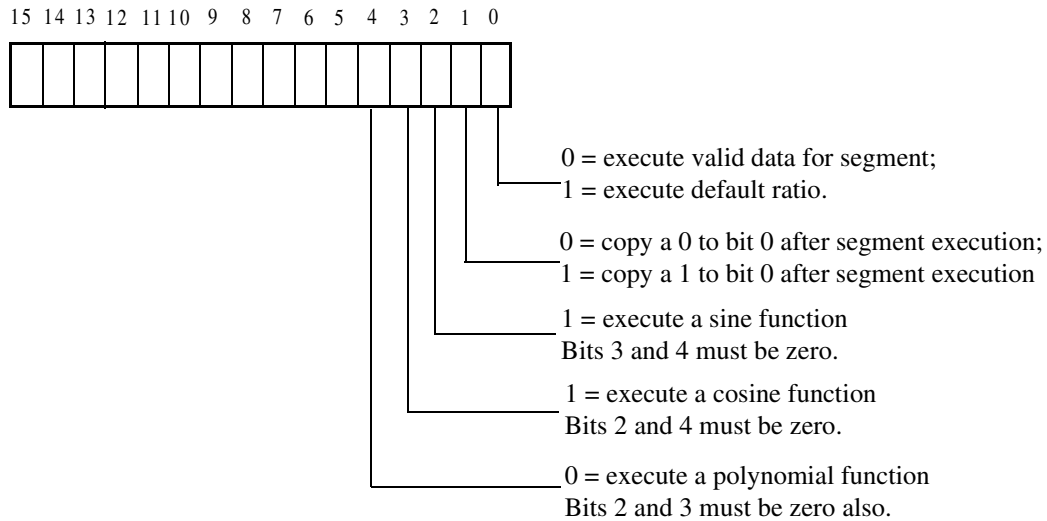 15 14 13 12 11 10 9 8 7 6 5 4 3 2 1 0
0 = execute valid data for segment;
1 = execute default ratio.
0 = copy a 0 to bit 0 after segment execution;
1 = copy a 1 to bit 0 after segment execution
1 = execute a sine function
Bits 3 and 4 must be zero.
1 = execute a cosine function
Bits 2 and 4 must be zero.
0 = execute a polynomial function
Bits 2 and 3 must be zero also.